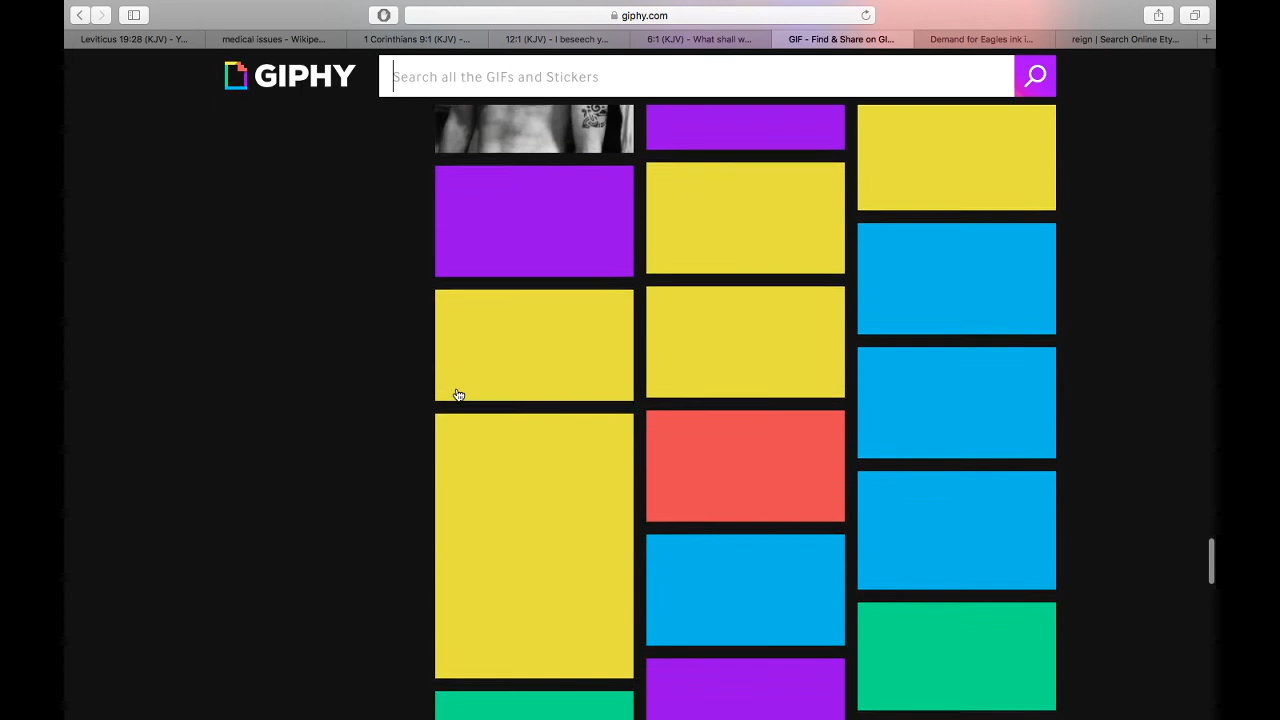 giphy.com
Leviticus 19:28 (KJV) - Y...
medical issues - Wikipe...
1 Corinthians 9:1 (KJV) -...
12:1 (KJV) - I beseech y...
6:1 (KJV) - What shall w...
GIF - Find & Share on GI...
Demand for Eagles ink i...
reign | Search Online Ety...
GIPHY
Search all the GIFs and Stickers